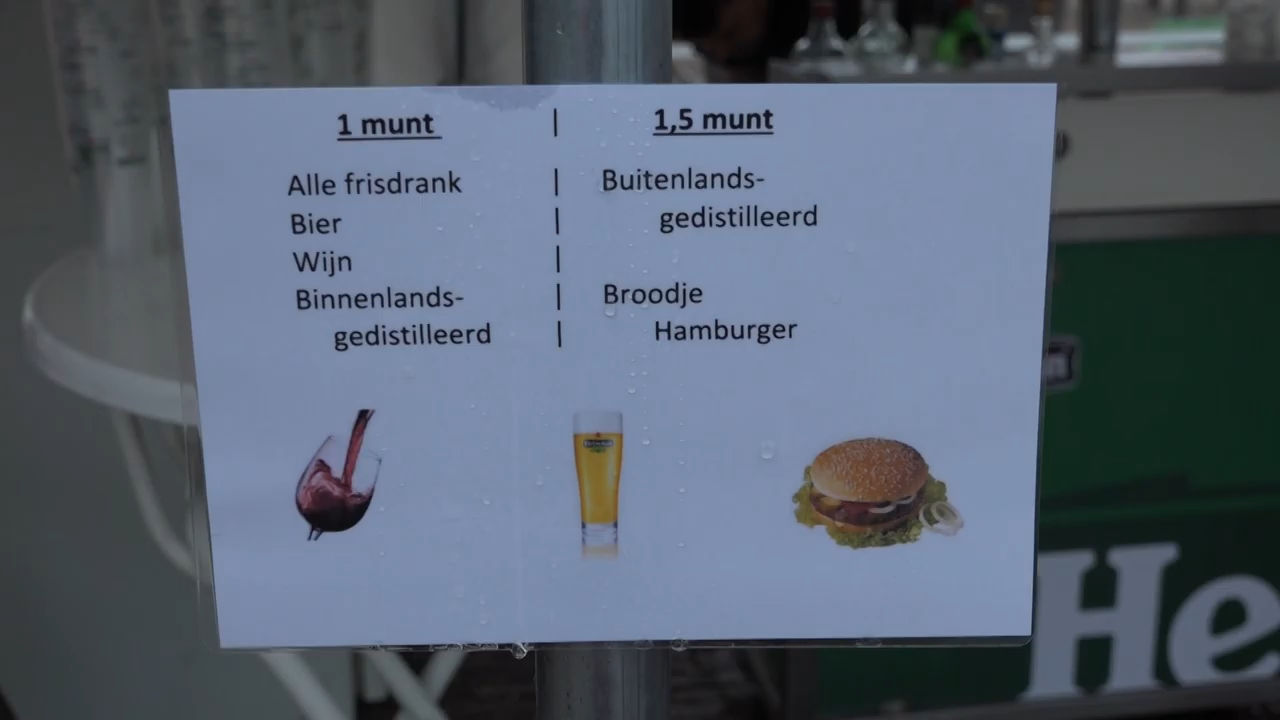 1 munt | 1,5 munt
Alle frisdrank | Buitenlands-
Bier | gedistilleerd
Wijn |
Binnenlands- | Broodje
gedistilleerd | Hamburger
He